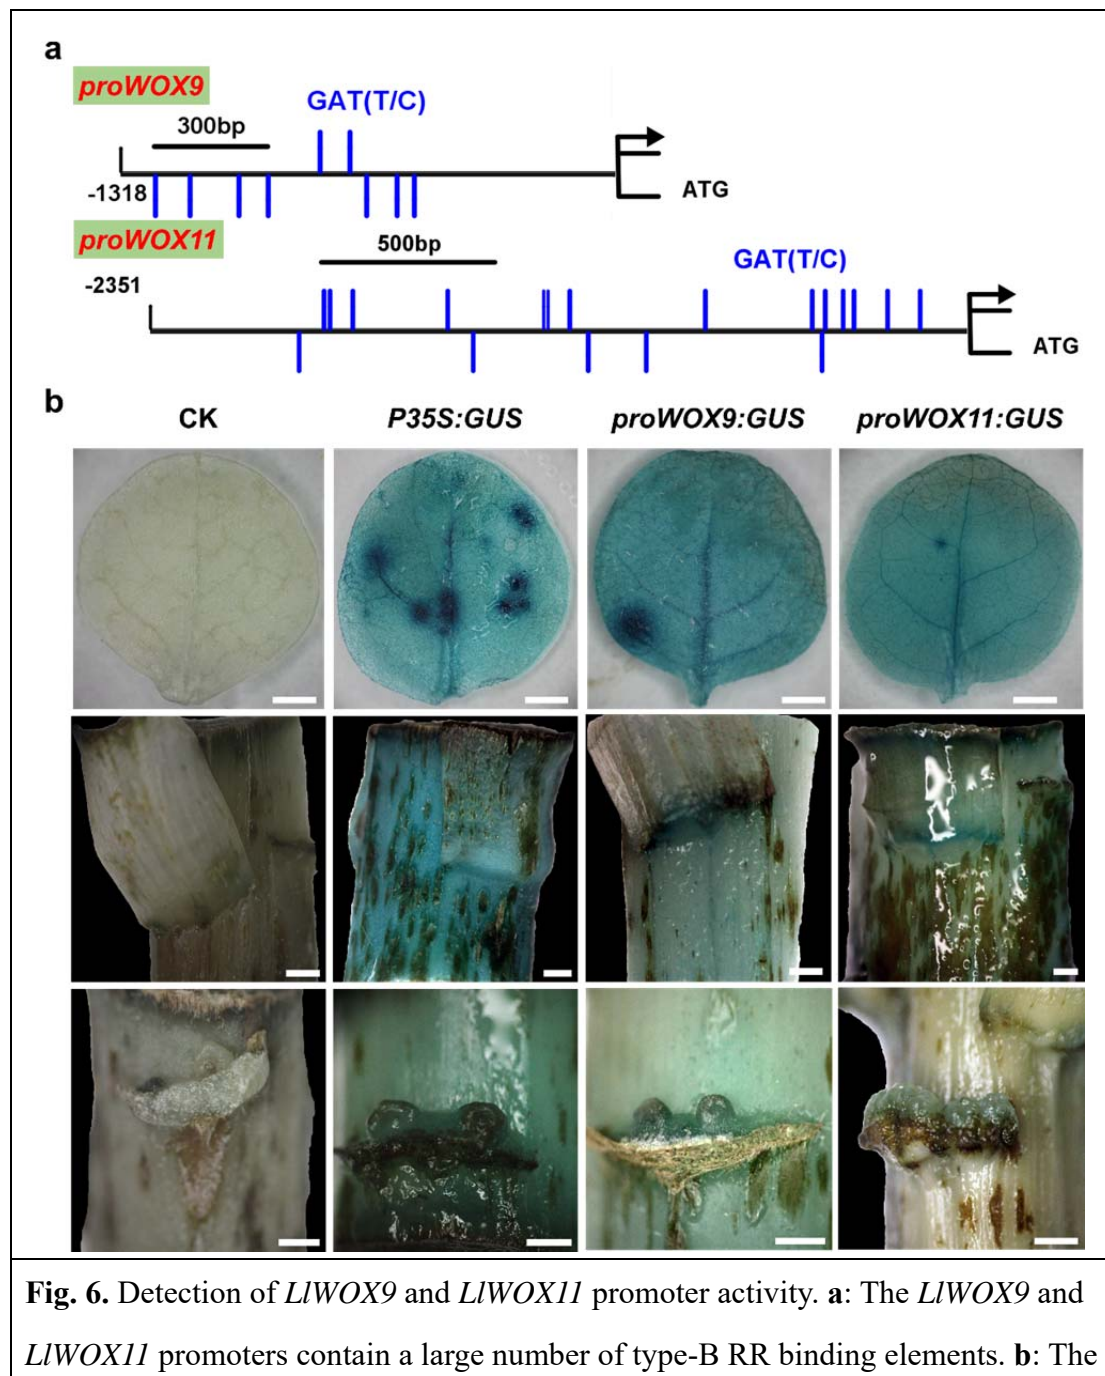 a
proWOX9
GAT(T/C)
300bp
-1318
ATG
proWOX11
500bp
GAT(T/C)
-2351
ATG
b
CK P35S:GUS proWOX9:GUS proWOX11:GUS
Fig. 6. Detection of LlWOX9 and LlWOX11 promoter activity. a: The LlWOX9 and
LlWOX11 promoters contain a large number of type-B RR binding elements. b: The